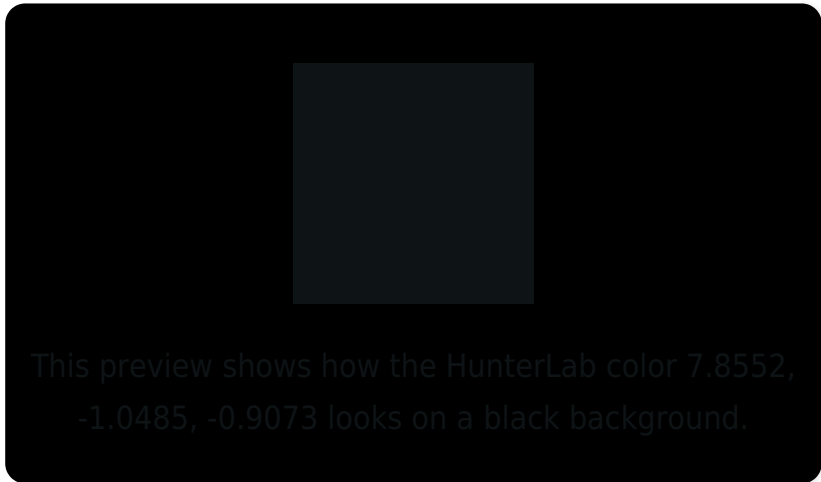 This preview shows how the HunterLab color 7.8552,
-1.0485, -0.9073 looks on a black background.